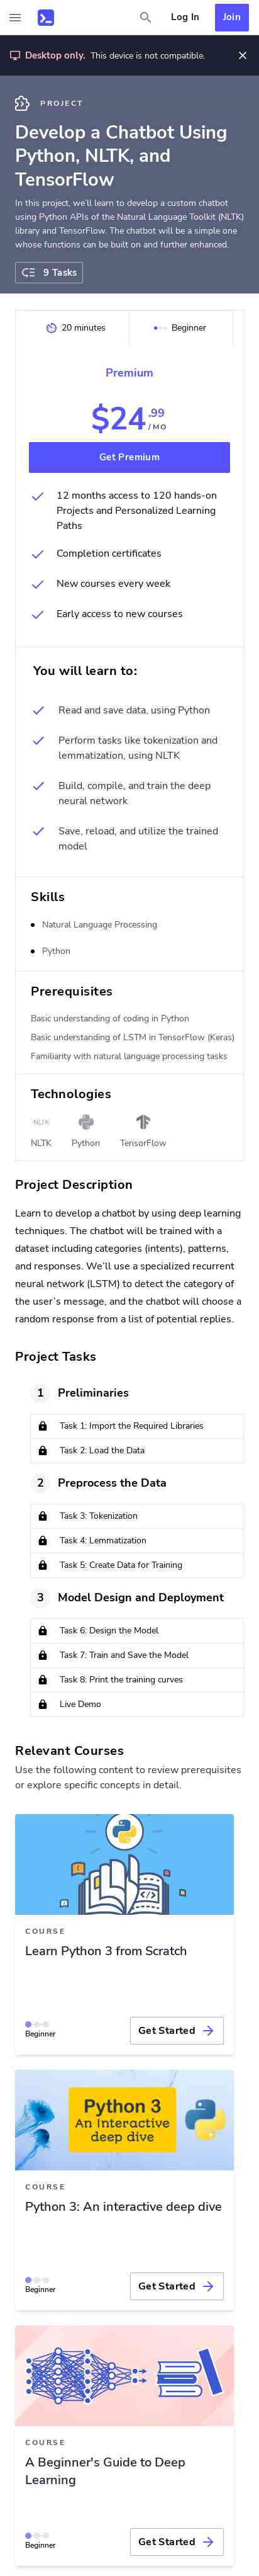 Log In
Join
Desktop only. This device is not compatible.
PROJECT
Develop a Chatbot Using
Python, NLTK, and
TensorFlow
In this project, we’ll learn to develop a custom chatbot
using Python APIs of the Natural Language Toolkit (NLTK)
library and TensorFlow. The chatbot will be a simple one
whose functions can be built on and further enhanced.
9 Tasks
20 minutes
Beginner
Premium
$24 .99 / MO
Get Premium
12 months access to 120 hands-on
Projects and Personalized Learning
Paths
Completion certificates
New courses every week
Early access to new courses
You will learn to:
Read and save data, using Python
Perform tasks like tokenization and
lemmatization, using NLTK
Build, compile, and train the deep
neural network
Save, reload, and utilize the trained
model
Skills
Natural Language Processing
Python
Prerequisites
Basic understanding of coding in Python
Basic understanding of LSTM in TensorFlow (Keras)
Familiarity with natural language processing tasks
Technologies
NLTK
NLTK
Python
TensorFlow
Project Description
Learn to develop a chatbot by using deep learning
techniques. The chatbot will be trained with a
dataset including categories (intents), patterns,
and responses. We’ll use a specialized recurrent
neural network (LSTM) to detect the category of
the user’s message, and the chatbot will choose a
random response from a list of potential replies.
Project Tasks
1 Preliminaries
Task 1: Import the Required Libraries
Task 2: Load the Data
2 Preprocess the Data
Task 3: Tokenization
Task 4: Lemmatization
Task 5: Create Data for Training
3 Model Design and Deployment
Task 6: Design the Model
Task 7: Train and Save the Model
Task 8: Print the training curves
Live Demo
Relevant Courses
Use the following content to review prerequisites
or explore specific concepts in detail.
COURSE
Learn Python 3 from Scratch
Beginner
Get Started
Python 3
An Interactive
deep dive
COURSE
Python 3: An interactive deep dive
Beginner
Get Started
COURSE
A Beginner's Guide to Deep
Learning
Beginner
Get Started